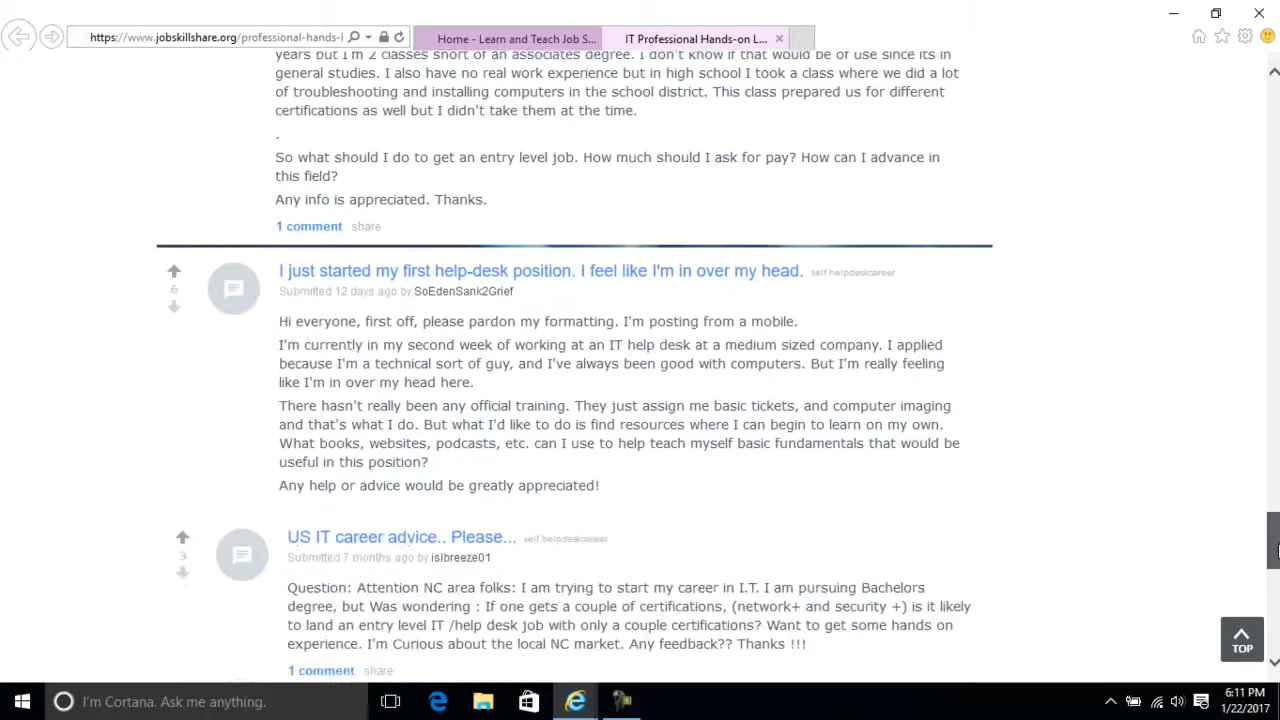 https://www.jobskillshare.org/professional-hands-l
Home - Learn and Teach Job S...
IT Professional Hands-on L...
years but I'm 2 classes short of an associates degree. I don't know if that would be of use since its in
general studies. I also have no real work experience but in high school I took a class where we did a lot
of troubleshooting and installing computers in the school district. This class prepared us for different
certifications as well but I didn't take them at the time.
.
So what should I do to get an entry level job. How much should I ask for pay? How can I advance in
this field?
Any info is appreciated. Thanks.
1 comment share
I just started my first help-desk position. I feel like I'm in over my head. self.helpdeskcareer
6
Submitted 12 days ago by SoEdenSank2Grief
Hi everyone, first off, please pardon my formatting. I'm posting from a mobile.
I'm currently in my second week of working at an IT help desk at a medium sized company. I applied
because I'm a technical sort of guy, and I've always been good with computers. But I'm really feeling
like I'm in over my head here.
There hasn't really been any official training. They just assign me basic tickets, and computer imaging
and that's what I do. But what I'd like to do is find resources where I can begin to learn on my own.
What books, websites, podcasts, etc. can I use to help teach myself basic fundamentals that would be
useful in this position?
Any help or advice would be greatly appreciated!
US IT career advice.. Please... self.helpdeskcareer
3
Submitted 7 months ago by isibreeze01
Question: Attention NC area folks: I am trying to start my career in I.T. I am pursuing Bachelors
degree, but Was wondering : If one gets a couple of certifications, (network+ and security +) is it likely
to land an entry level IT /help desk job with only a couple certifications? Want to get some hands on
experience. I'm Curious about the local NC market. Any feedback?? Thanks !!!
1 comment share
TOP
I'm Cortana. Ask me anything.
6:11 PM
1/22/2017